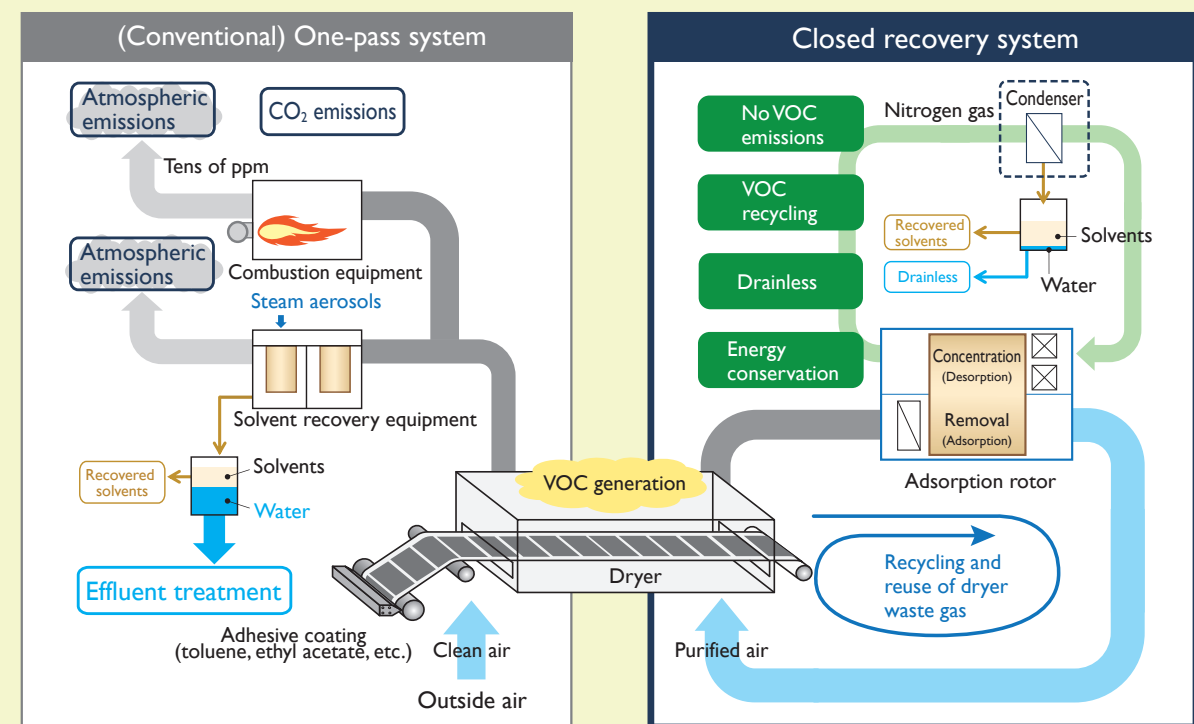 (Conventional) One-pass system
Atmospheric
emissions
CO₂ emissions
Tens of ppm
Combustion equipment
Atmospheric
emissions
Steam aerosols
Solvent recovery equipment
Recovered
solvents
Solvents
Water
Effluent treatment
Adhesive coating
(toluene, ethyl acetate, etc.)
Clean air
Outside air
VOC generation
Dryer
Closed recovery system
No VOC
emissions
VOC
recycling
Drainless
Energy
conservation
Nitrogen gas
Condenser
Recovered
solvents
Solvents
Drainless
Water
Concentration
(Desorption)
Removal
(Adsorption)
Adsorption rotor
Recycling and
reuse of dryer
waste gas
Purified air